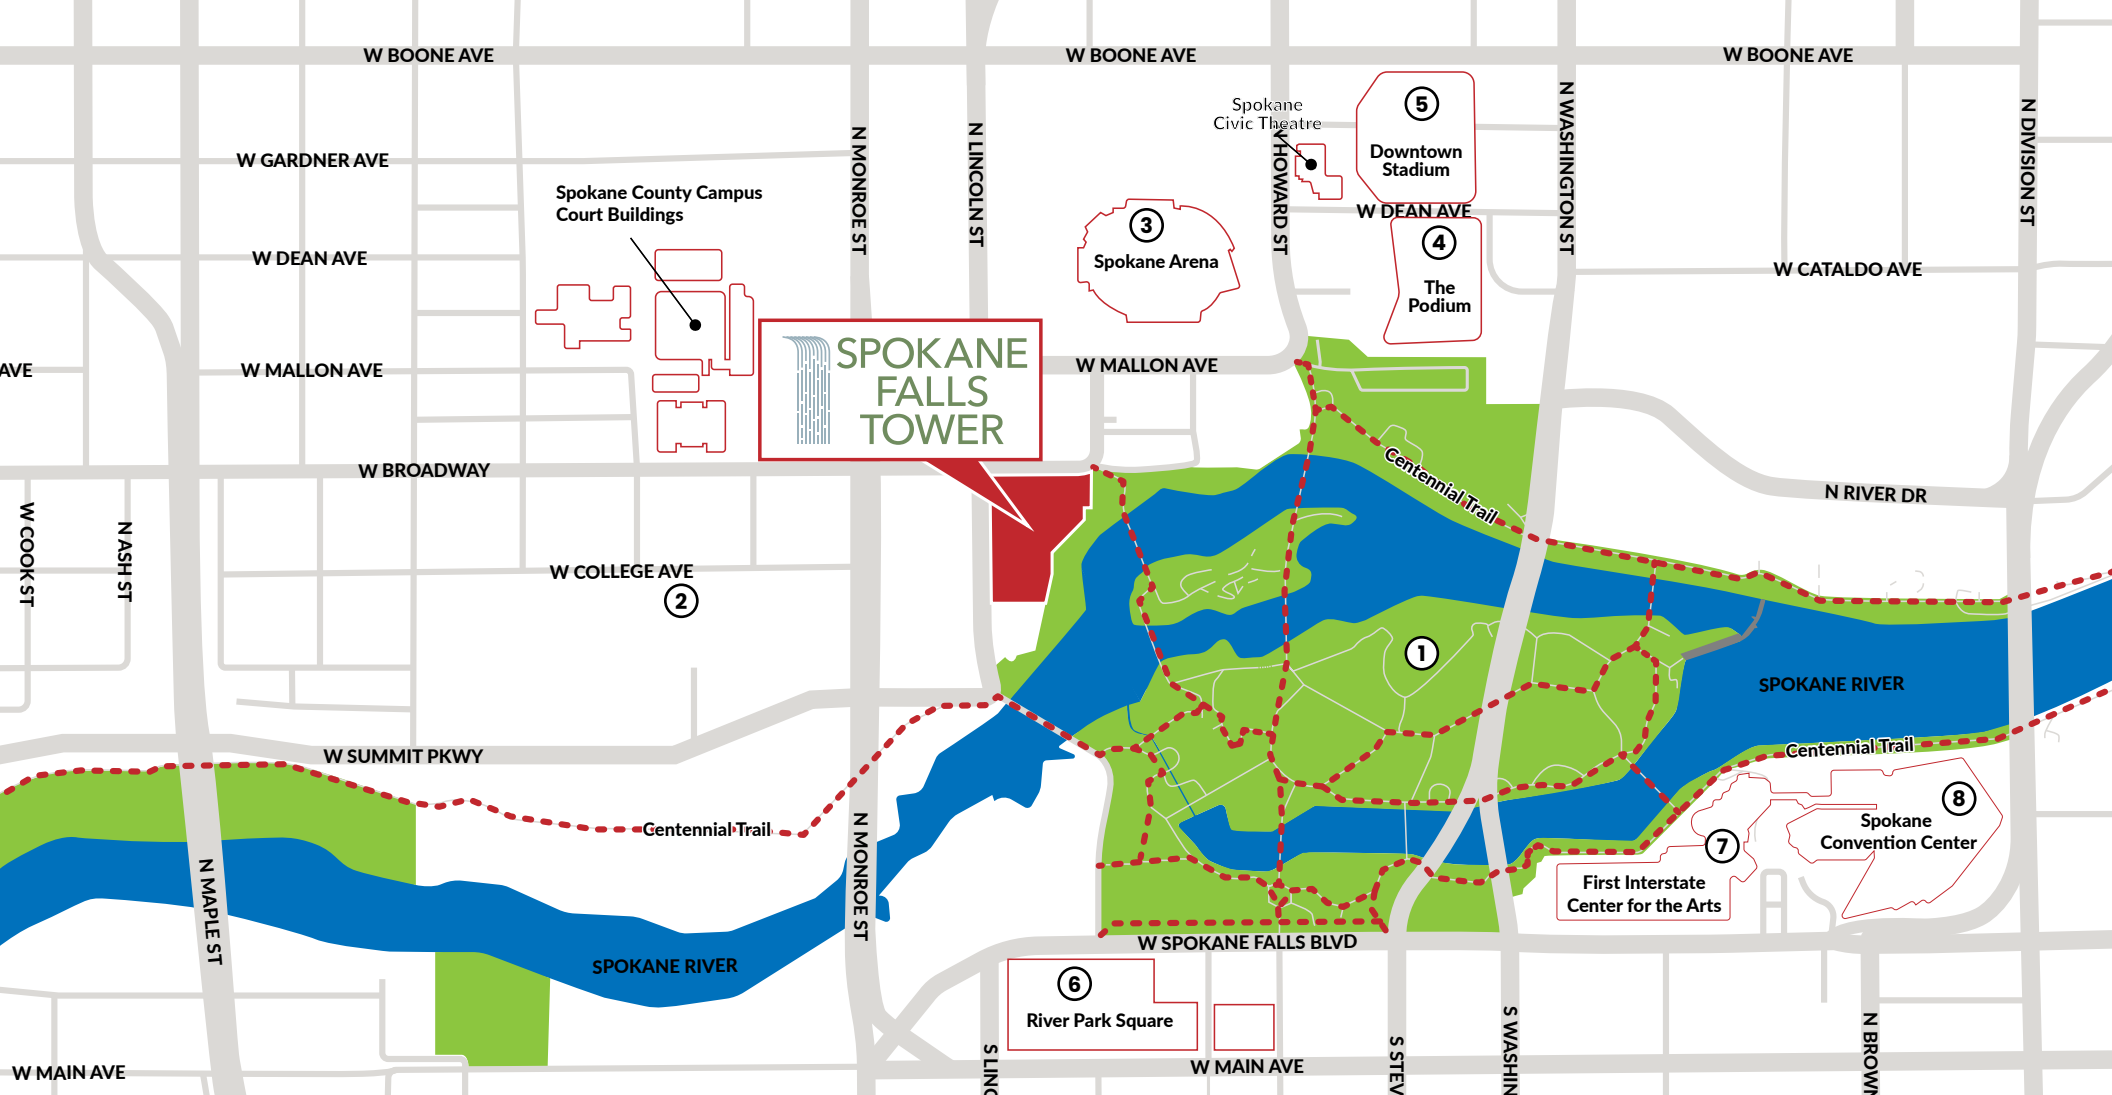 W BOONE AVE
W BOONE AVE
W BOONE AVE
5
Spokane
Civic Theatre
N MONROE ST
N LINCOLN ST
N HOWARD ST
N WASHINGTON ST
N DIVISION ST
Downtown
Stadium
W GARDNER AVE
Spokane County Campus
Court Buildings
W DEAN AVE
3
Spokane Arena
4
The
Podium
W DEAN AVE
W CATALDO AVE
AVE
W MALLON AVE
SPOKANE
FALLS
TOWER
W MALLON AVE
W BROADWAY
Centennial Trail
N RIVER DR
W COOK ST
N ASH ST
W COLLEGE AVE
2
1
SPOKANE RIVER
W SUMMIT PKWY
Centennial Trail
Centennial Trail
8
Spokane
Convention Center
7
First Interstate
Center for the Arts
N MAPLE ST
N MONROE ST
SPOKANE RIVER
W SPOKANE FALLS BLVD
6
River Park Square
W MAIN AVE
W MAIN AVE
S LINC
S STEV
S WASHIN
N BROWN